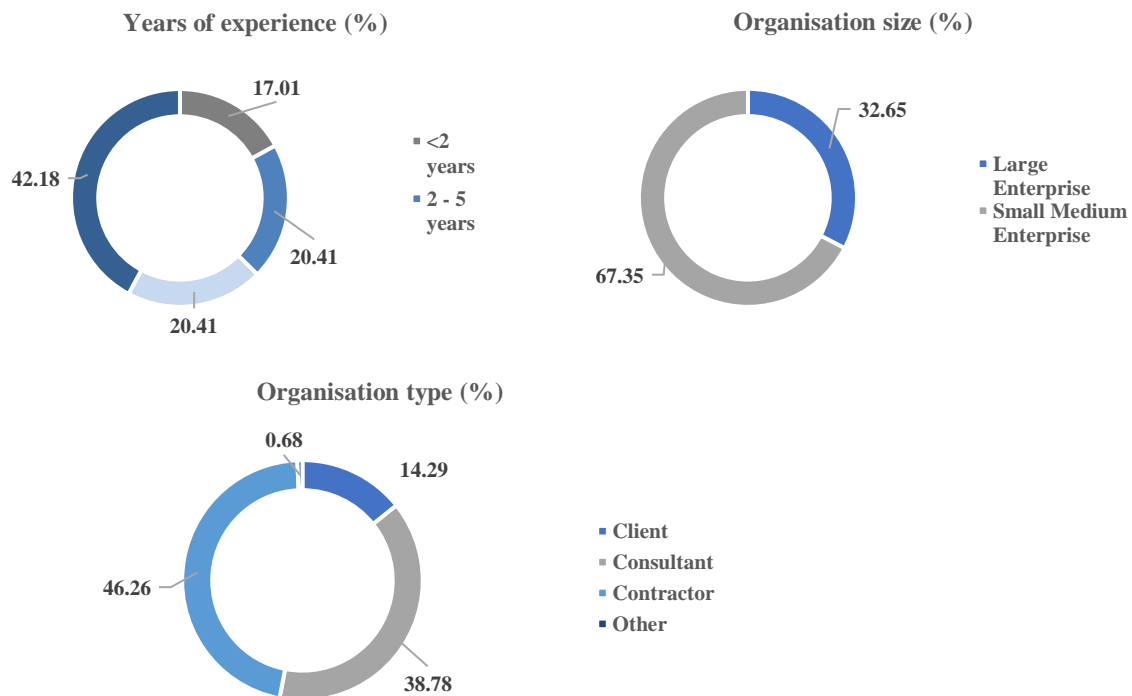 Years of experience (%)
17.01
42.18
20.41
20.41
<2
years
2 - 5
years
Organisation size (%)
32.65
67.35
Large
Enterprise
Small Medium
Enterprise
Organisation type (%)
0.68
14.29
46.26
38.78
Client
Consultant
Contractor
Other